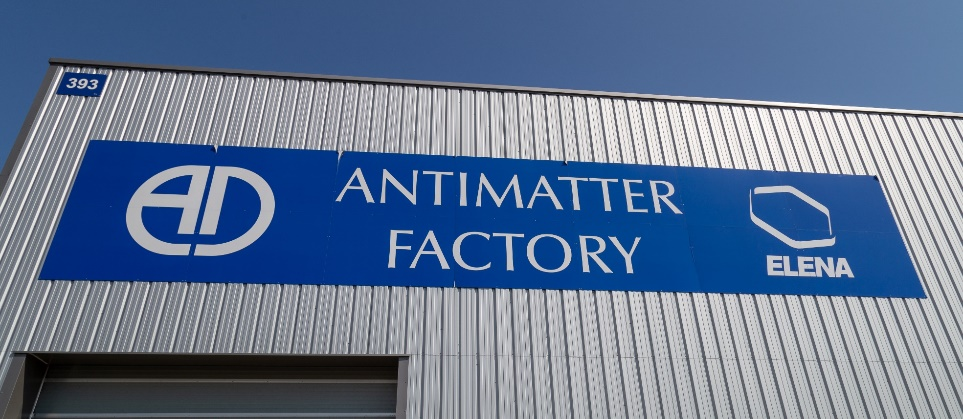 393
AD
ANTIMATTER
FACTORY
ELENA